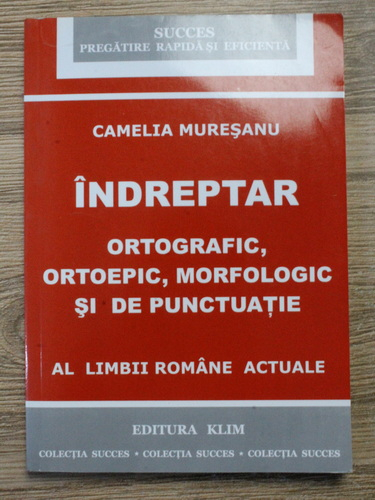 SUCCES
PREGĂTIRE RAPIDĂ ȘI EFICIENTĂ
CAMELIA MUREŞANU
ÎNDREPTAR
ORTOGRAFIC,
ORTOEPIC, MORFOLOGIC
ŞI DE PUNCTUAŢIE
AL LIMBII ROMÂNE ACTUALE
EDITURA KLIM
COLECŢIA SUCCES * COLECŢIA SUCCES * COLECŢIA SUCCES